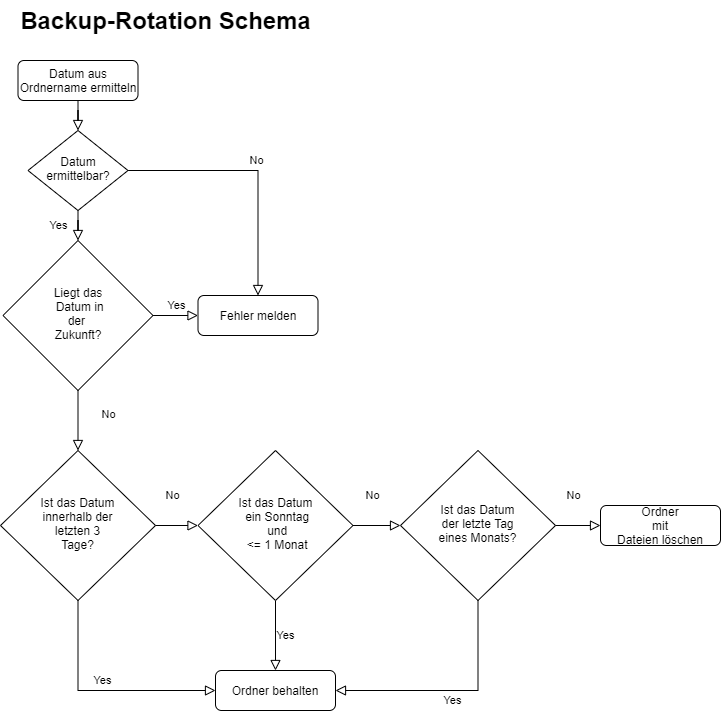 Backup-Rotation Schema
Datum aus
Ordnername ermitteln
Datum
ermittelbar?
No
Yes
Liegt das
Datum in
der
Zukunft?
Yes
Fehler melden
No
Ist das Datum
innerhalb der
letzten 3
Tage?
No
Ist das Datum
ein Sonntag
und
<= 1 Monat
No
Ist das Datum
der letzte Tag
eines Monats?
No
Ordner
mit
Dateien löschen
Yes
Yes
Ordner behalten
Yes